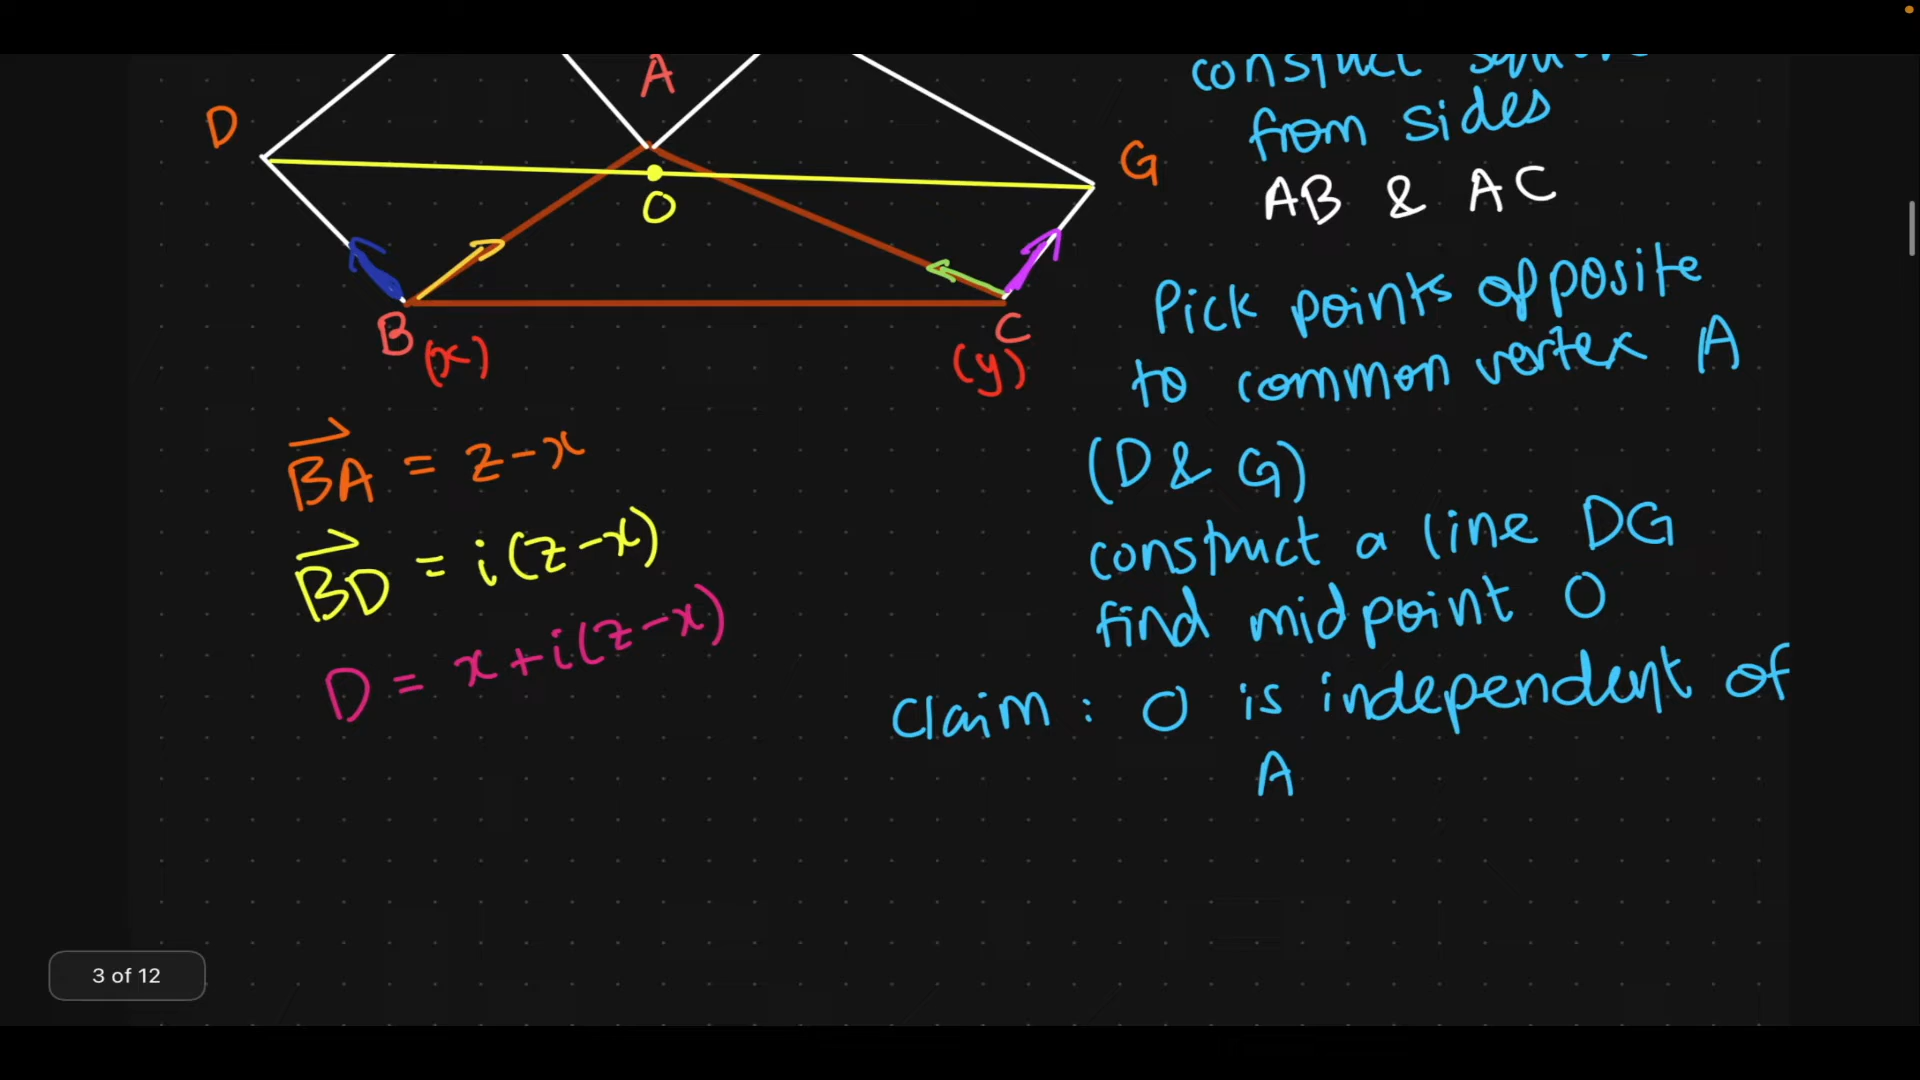 A
D
G
O
B
(x)
C
(y)
BA = z-x
BD = i(z-x)
D = x+i(z-x)
construct
from sides
AB & AC
Pick points opposite
to common vertex A
(D & G)
construct a line DG
find midpoint O
Claim: O is independent of
A
3 of 12